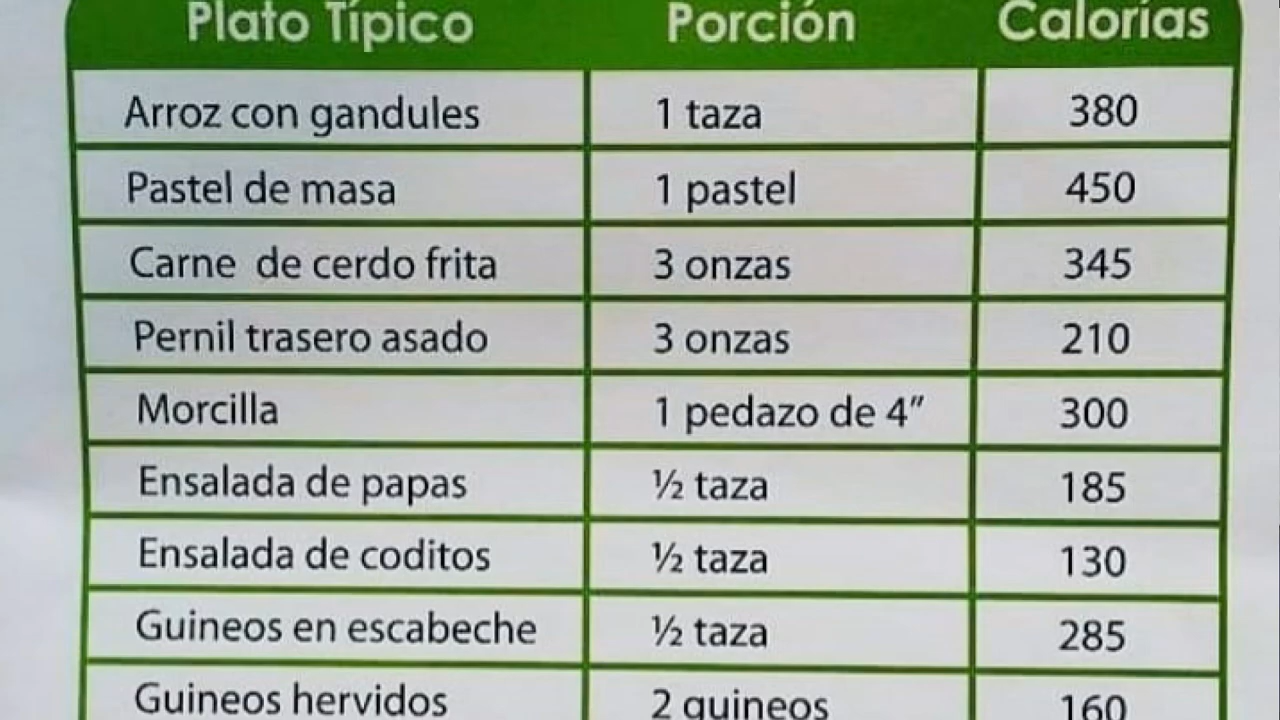 Plato Típico Porción Calorías
Arroz con gandules 1 taza 380
Pastel de masa 1 pastel 450
Carne de cerdo frita 3 onzas 345
Pernil trasero asado 3 onzas 210
Morcilla 1 pedazo de 4” 300
Ensalada de papas ½ taza 185
Ensalada de coditos ½ taza 130
Guineos en escabeche ½ taza 285
Guineos hervidos 2 guineos 160